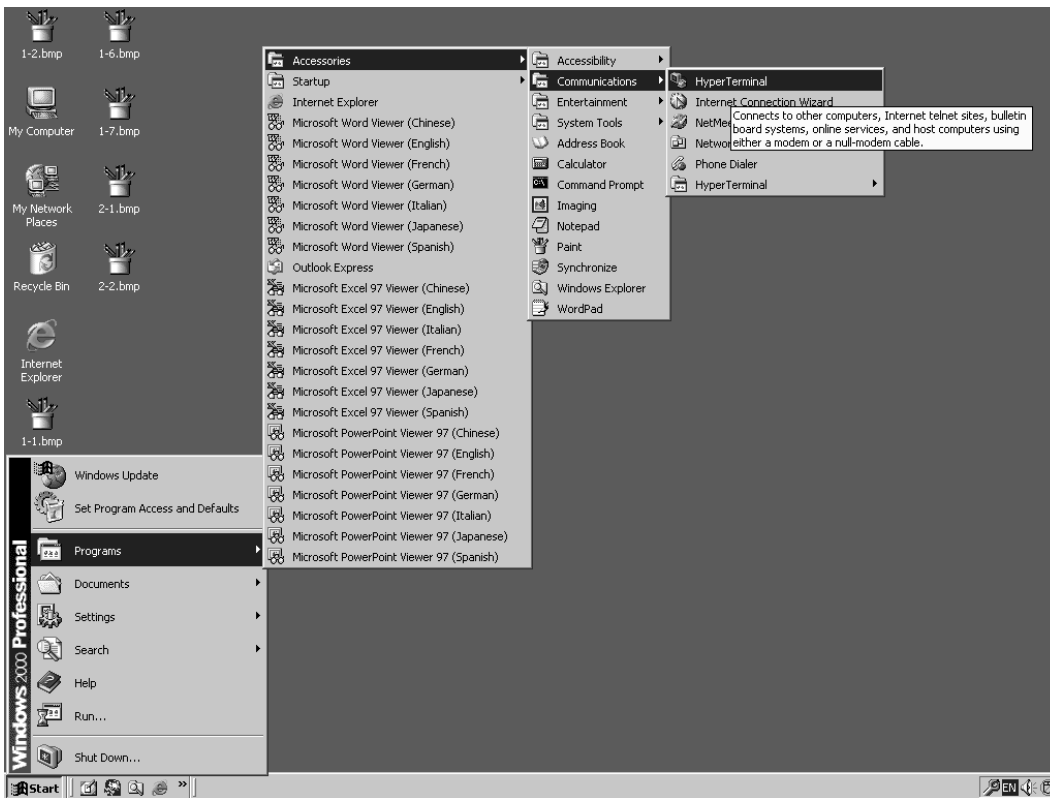 1-2.bmp
1-6.bmp
My Computer
1-7.bmp
My Network
Places
2-1.bmp
Recycle Bin
2-2.bmp
Internet
Explorer
1-1.bmp
Windows 2000 Professional
Windows Update
Set Program Access and Defaults
Programs
Documents
Settings
Search
Help
Run...
Shut Down...
Accessories
Startup
Internet Explorer
Microsoft Word Viewer (Chinese)
Microsoft Word Viewer (English)
Microsoft Word Viewer (French)
Microsoft Word Viewer (German)
Microsoft Word Viewer (Italian)
Microsoft Word Viewer (Japanese)
Microsoft Word Viewer (Spanish)
Outlook Express
Microsoft Excel 97 Viewer (Chinese)
Microsoft Excel 97 Viewer (English)
Microsoft Excel 97 Viewer (Italian)
Microsoft Excel 97 Viewer (French)
Microsoft Excel 97 Viewer (German)
Microsoft Excel 97 Viewer (Japanese)
Microsoft Excel 97 Viewer (Spanish)
Microsoft PowerPoint Viewer 97 (Chinese)
Microsoft PowerPoint Viewer 97 (English)
Microsoft PowerPoint Viewer 97 (French)
Microsoft PowerPoint Viewer 97 (German)
Microsoft PowerPoint Viewer 97 (Italian)
Microsoft PowerPoint Viewer 97 (Japanese)
Microsoft PowerPoint Viewer 97 (Spanish)
Accessibility
Communications
Entertainment
System Tools
Address Book
Calculator
Command Prompt
Imaging
Notepad
Paint
Synchronize
Windows Explorer
WordPad
HyperTerminal
Internet Connection Wizard
NetMe
Networ
Phone Dialer
HyperTerminal
Connects to other computers, Internet telnet sites, bulletin
board systems, online services, and host computers using
either a modem or a null-modem cable.
Start
»
EN